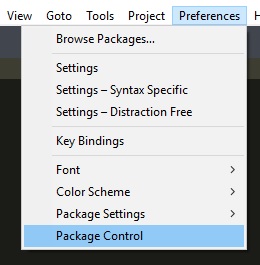 View Goto Tools Project Preferences
Browse Packages...
Settings
Settings – Syntax Specific
Settings – Distraction Free
Key Bindings
Font
Color Scheme
Package Settings
Package Control